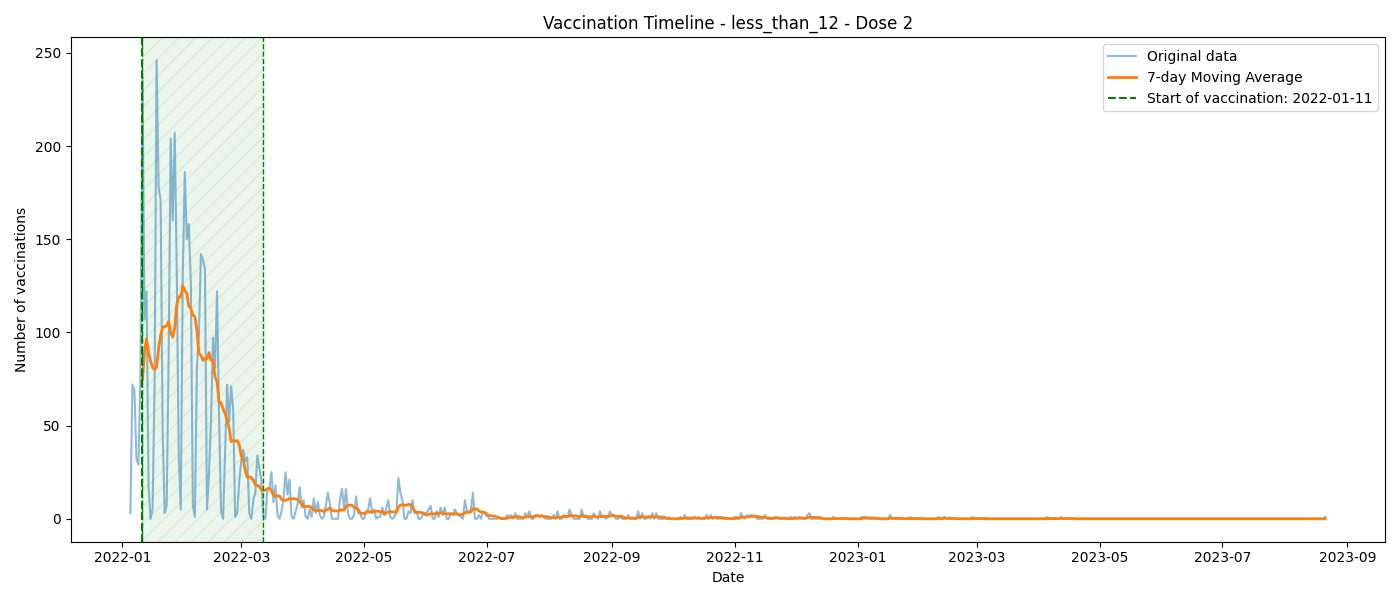 Vaccination Timeline - less_than_12 - Dose 2
Original data
7-day Moving Average
Start of vaccination: 2022-01-11
Number of vaccinations
250
200
150
100
50
0
2022-01 2022-03 2022-05 2022-07 2022-09 2022-11 2023-01 2023-03 2023-05 2023-07 2023-09
Date